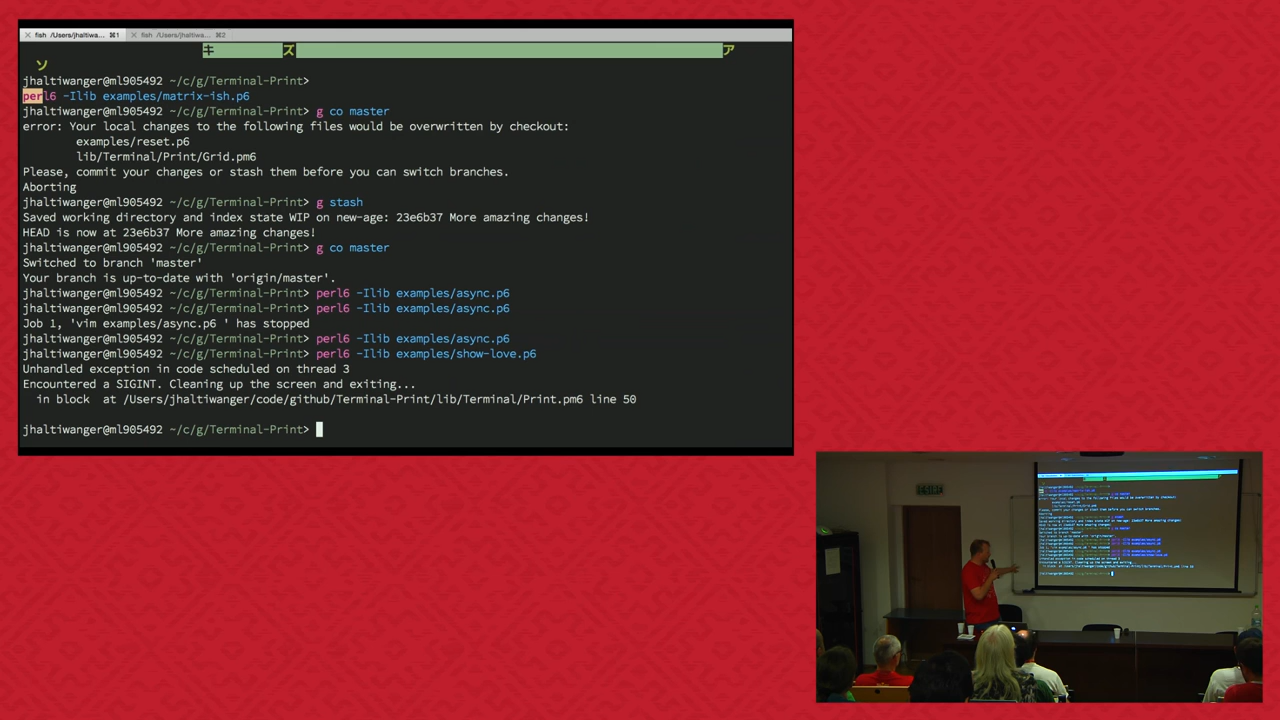 fish /Users/jhaltiwa... ⌘1 fish /Users/jhaltiwa... ⌘2
キ ズ ア
ソ
jhaltiwanger@ml905492 ~/c/g/Terminal-Print>
perl6 -Ilib examples/matrix-ish.p6
jhaltiwanger@ml905492 ~/c/g/Terminal-Print> g co master
error: Your local changes to the following files would be overwritten by checkout:
examples/reset.p6
lib/Terminal/Print/Grid.pm6
Please, commit your changes or stash them before you can switch branches.
Aborting
jhaltiwanger@ml905492 ~/c/g/Terminal-Print> g stash
Saved working directory and index state WIP on new-age: 23e6b37 More amazing changes!
HEAD is now at 23e6b37 More amazing changes!
jhaltiwanger@ml905492 ~/c/g/Terminal-Print> g co master
Switched to branch 'master'
Your branch is up-to-date with 'origin/master'.
jhaltiwanger@ml905492 ~/c/g/Terminal-Print> perl6 -Ilib examples/async.p6
jhaltiwanger@ml905492 ~/c/g/Terminal-Print> perl6 -Ilib examples/async.p6
Job 1, 'vim examples/async.p6 ' has stopped
jhaltiwanger@ml905492 ~/c/g/Terminal-Print> perl6 -Ilib examples/async.p6
jhaltiwanger@ml905492 ~/c/g/Terminal-Print> perl6 -Ilib examples/show-love.p6
Unhandled exception in code scheduled on thread 3
Encountered a SIGINT. Cleaning up the screen and exiting...
in block at /Users/jhaltiwanger/code/github/Terminal-Print/lib/Terminal/Print.pm6 line 50
jhaltiwanger@ml905492 ~/c/g/Terminal-Print>